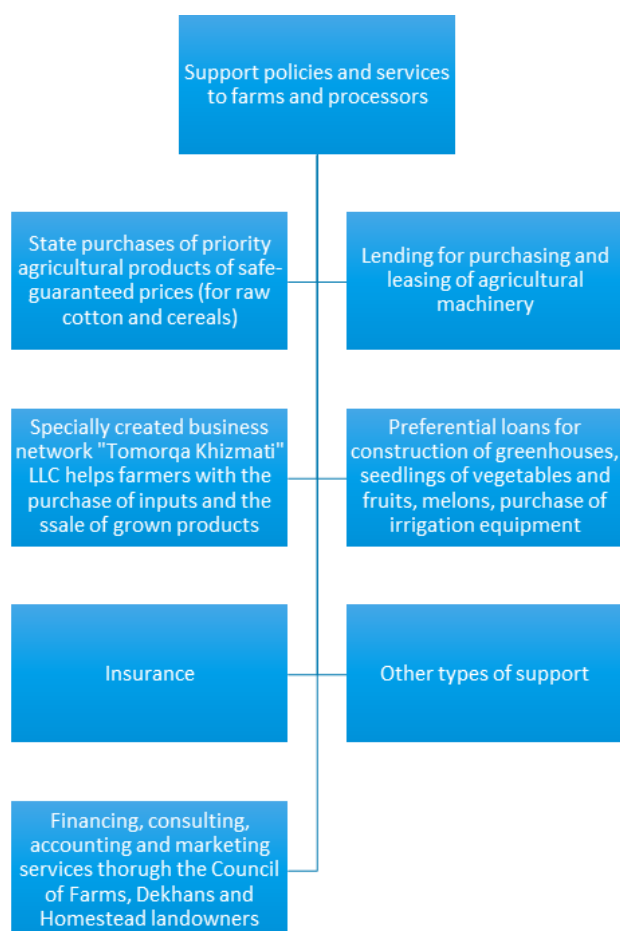 Support policies and services
to farms and processors
State purchases of priority
agricultural products of safe-
guaranteed prices (for raw
cotton and cereals)
Lending for purchasing and
leasing of agricultural
machinery
Specially created business
network "Tomorqa Khizmati"
LLC helps farmers with the
purchase of inputs and the
ssale of grown products
Preferential loans for
construction of greenhouses,
seedlings of vegetables and
fruits, melons, purchase of
irrigation equipment
Insurance
Other types of support
Financing, consulting,
accounting and marketing
services thorugh the Council
of Farms, Dekhans and
Homestead landowners